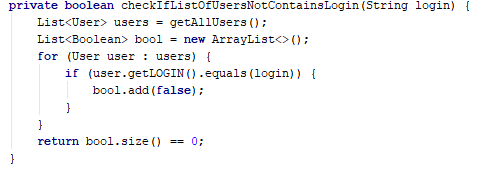 private boolean checkIfListOfUsersNotContainsLogin(String login) {
    List<User> users = getAllUsers();
    List<Boolean> bool = new ArrayList<>();
    for (User user : users) {
        if (user.getLOGIN().equals(login)) {
            bool.add(false);
        }
    }
    return bool.size() == 0;
}